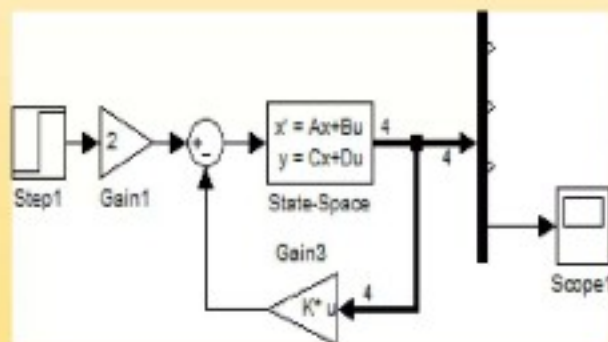 2
Step1
Gain1
+
-
x' = Ax+Bu
y = Cx+Du
State-Space
4
4
Gain3
K* u
4
Scope1